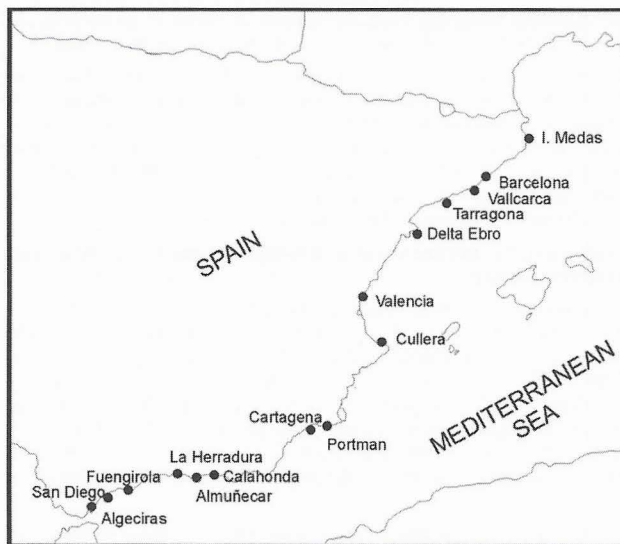 I. Medas
Barcelona
Vallcarca
Tarragona
Delta Ebro
SPAIN
Valencia
Cullera
MEDITERRANEAN
SEA
Cartagena
Portman
La Herradura
Fuengirola
Calahonda
San Diego
Almuñecar
Algeciras